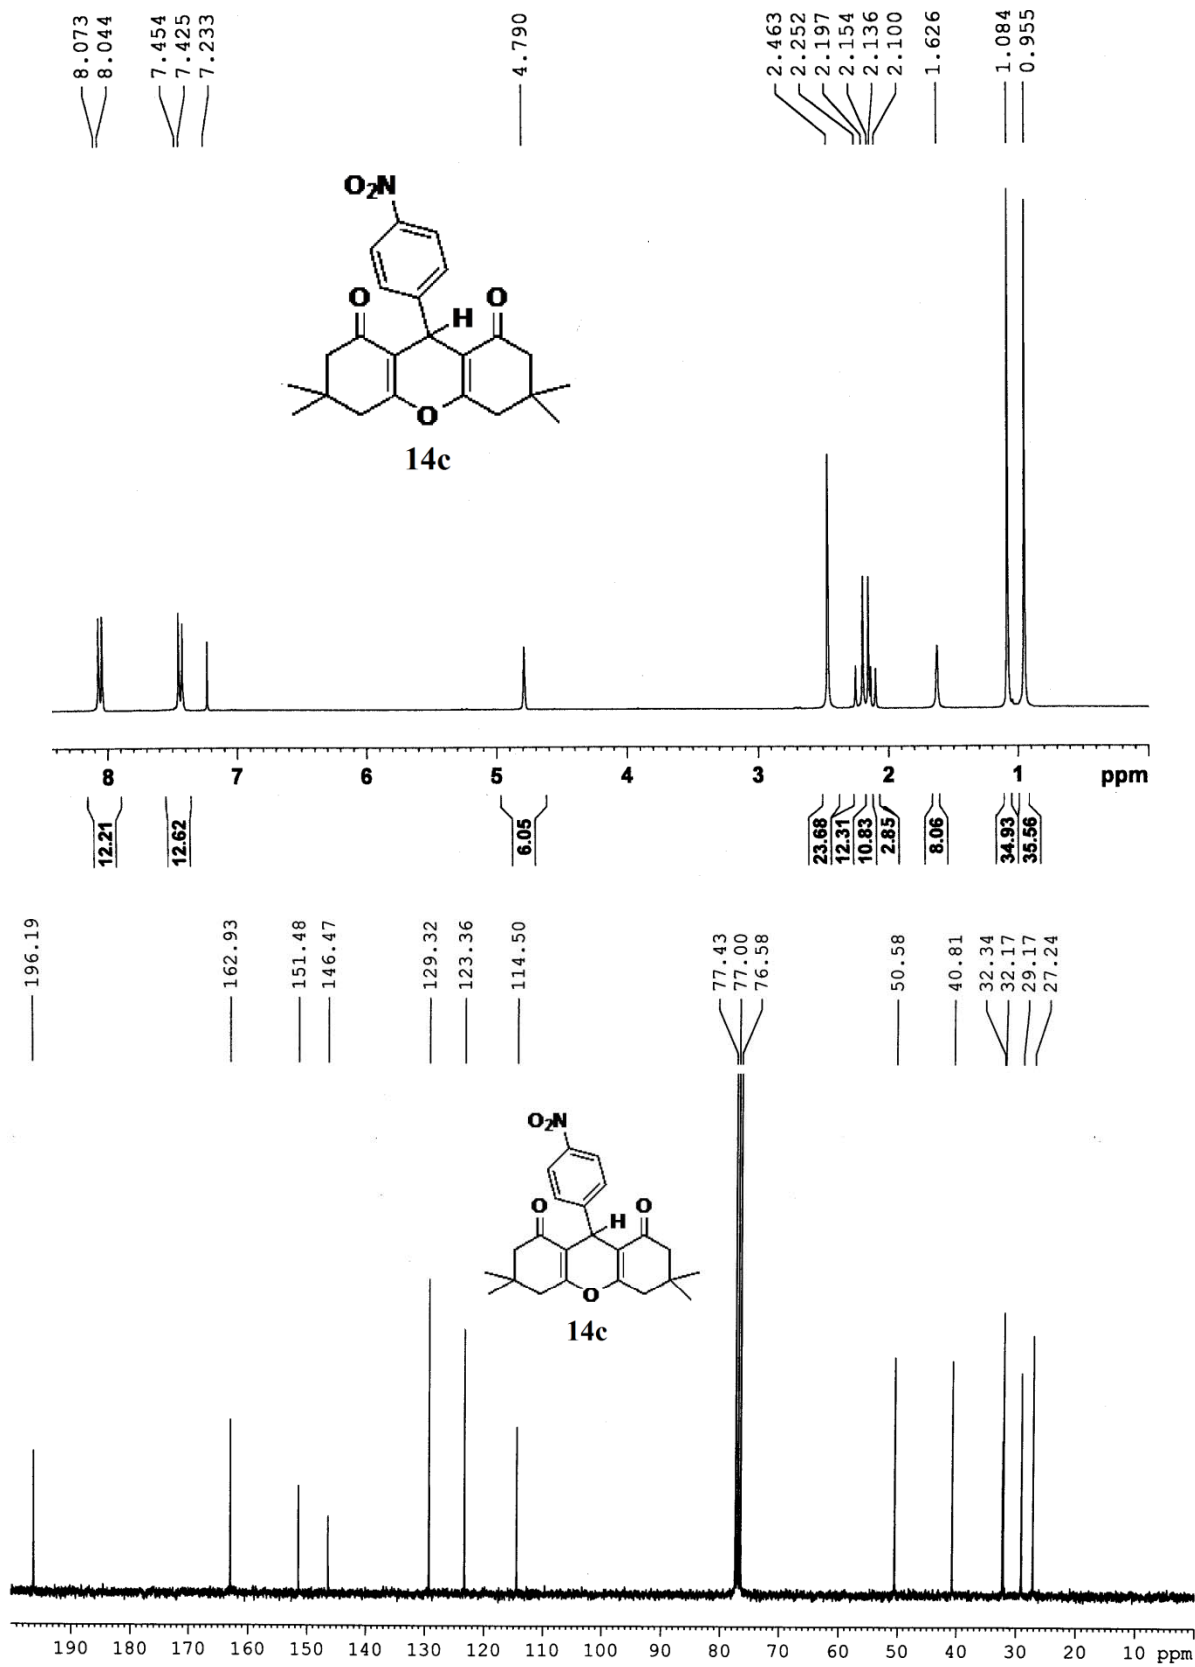 8.073 8.044 7.454 7.425 7.233 4.790 2.463 2.252 2.197 2.154 2.136 2.100 1.626 1.084 0.955
O₂N
O O
H
O
14c
8 7 6 5 4 3 2 1 ppm
12.21 12.62 6.05 23.68 12.31 10.83 2.85 8.06 34.93 35.56
196.19 162.93 151.48 146.47 129.32 123.36 114.50 77.43 77.00 76.58 50.58 40.81 32.34 32.17 29.17 27.24
O₂N
O O
H
O
14c
190 180 170 160 150 140 130 120 110 100 90 80 70 60 50 40 30 20 10 ppm